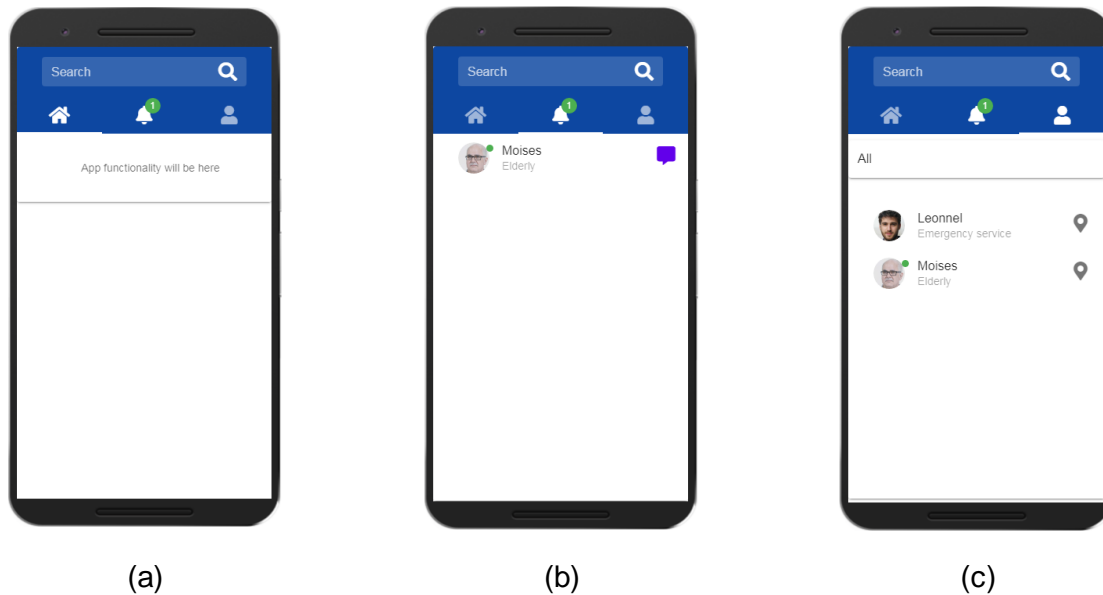 Search
1
App functionality will be here
(a)
Search
1
Moises
Elderly
(b)
Search
1
All
Leonnel
Emergency service
Moises
Elderly
(c)